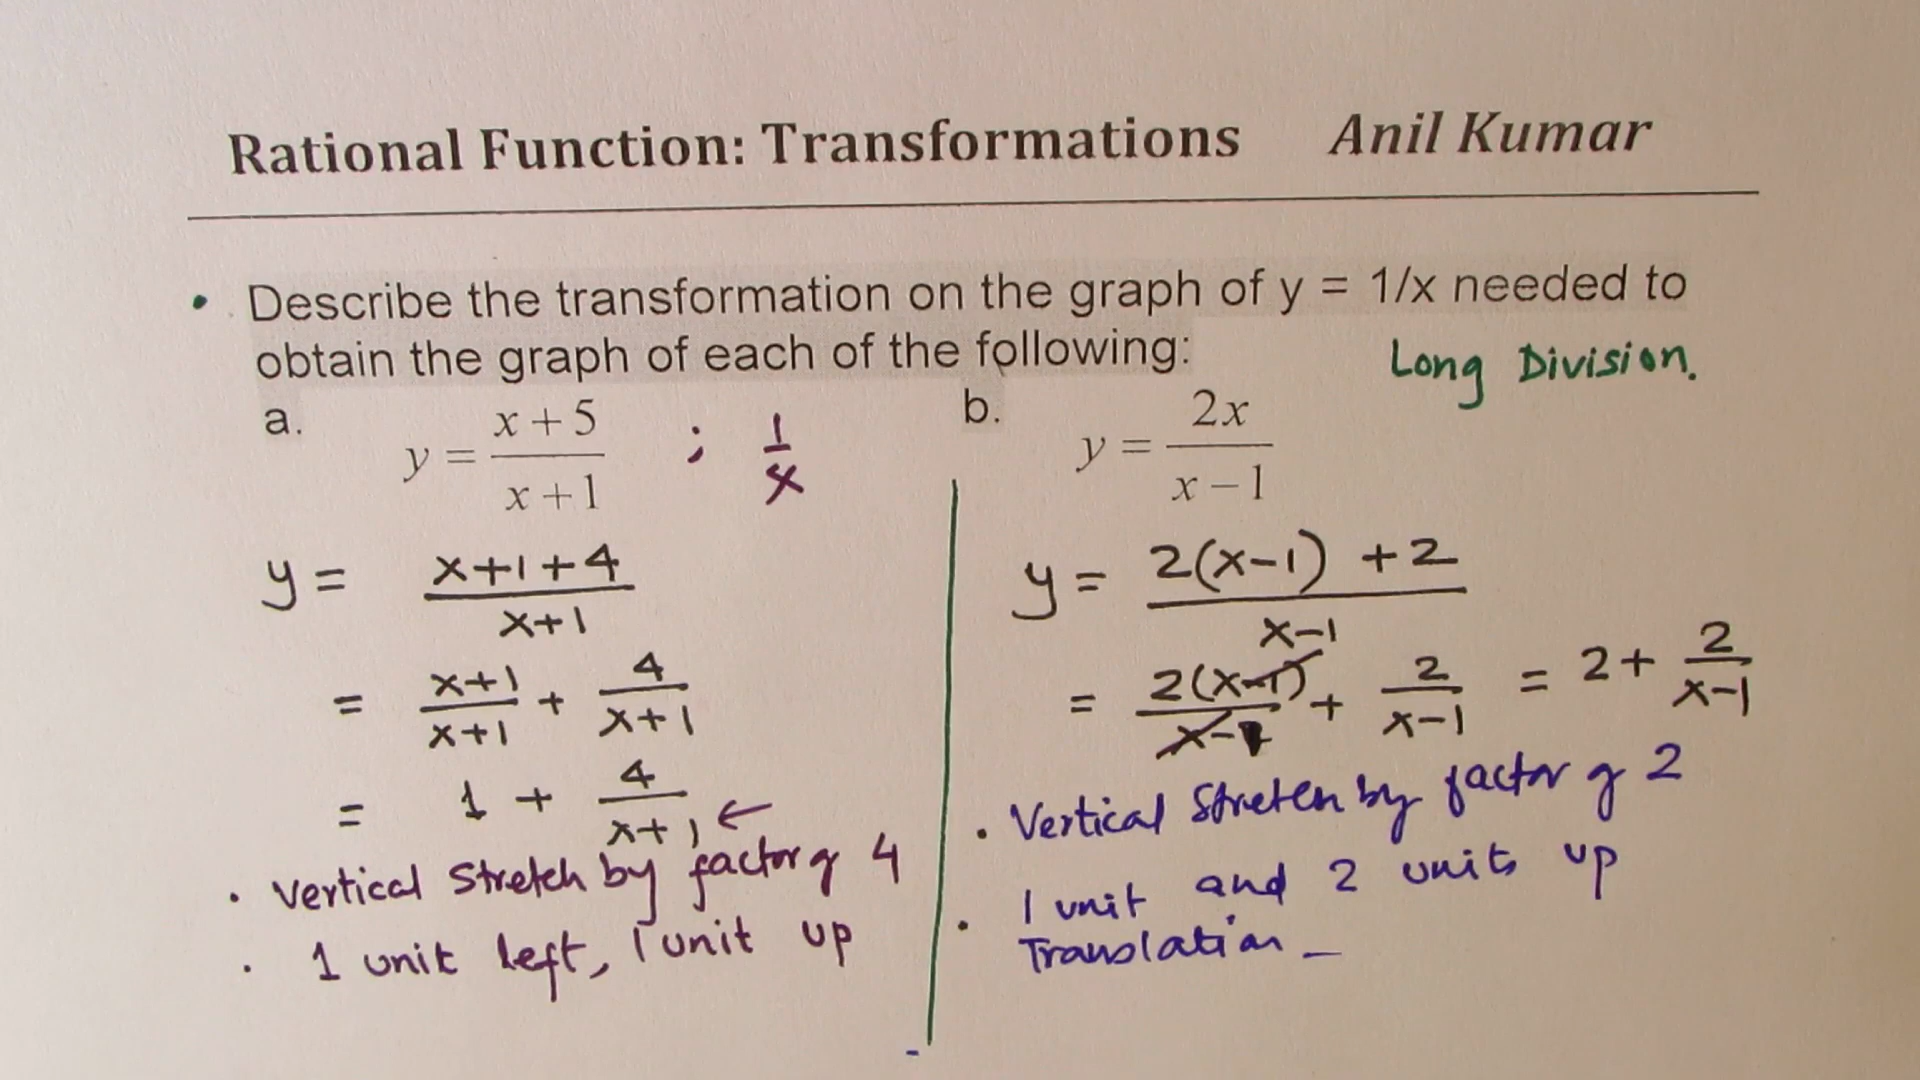 Rational Function: Transformations Anil Kumar
• Describe the transformation on the graph of y = 1/x needed to
obtain the graph of each of the following:
Long Division.
a. y = (x + 5)/(x + 1) ; 1/x
y = (x+1+4)/(x+1)
= (x+1)/(x+1) + 4/(x+1)
= 1 + 4/(x+1) ←
• Vertical Stretch by factor of 4
• 1 unit left, 1 unit up
b. y = 2x/(x − 1)
y = (2(x-1) +2)/(x-1)
= 2(x-1)/(x-1) + 2/(x-1) = 2 + 2/(x-1)
• Vertical Stretch by factor of 2
• 1 unit and 2 units up
Translation –